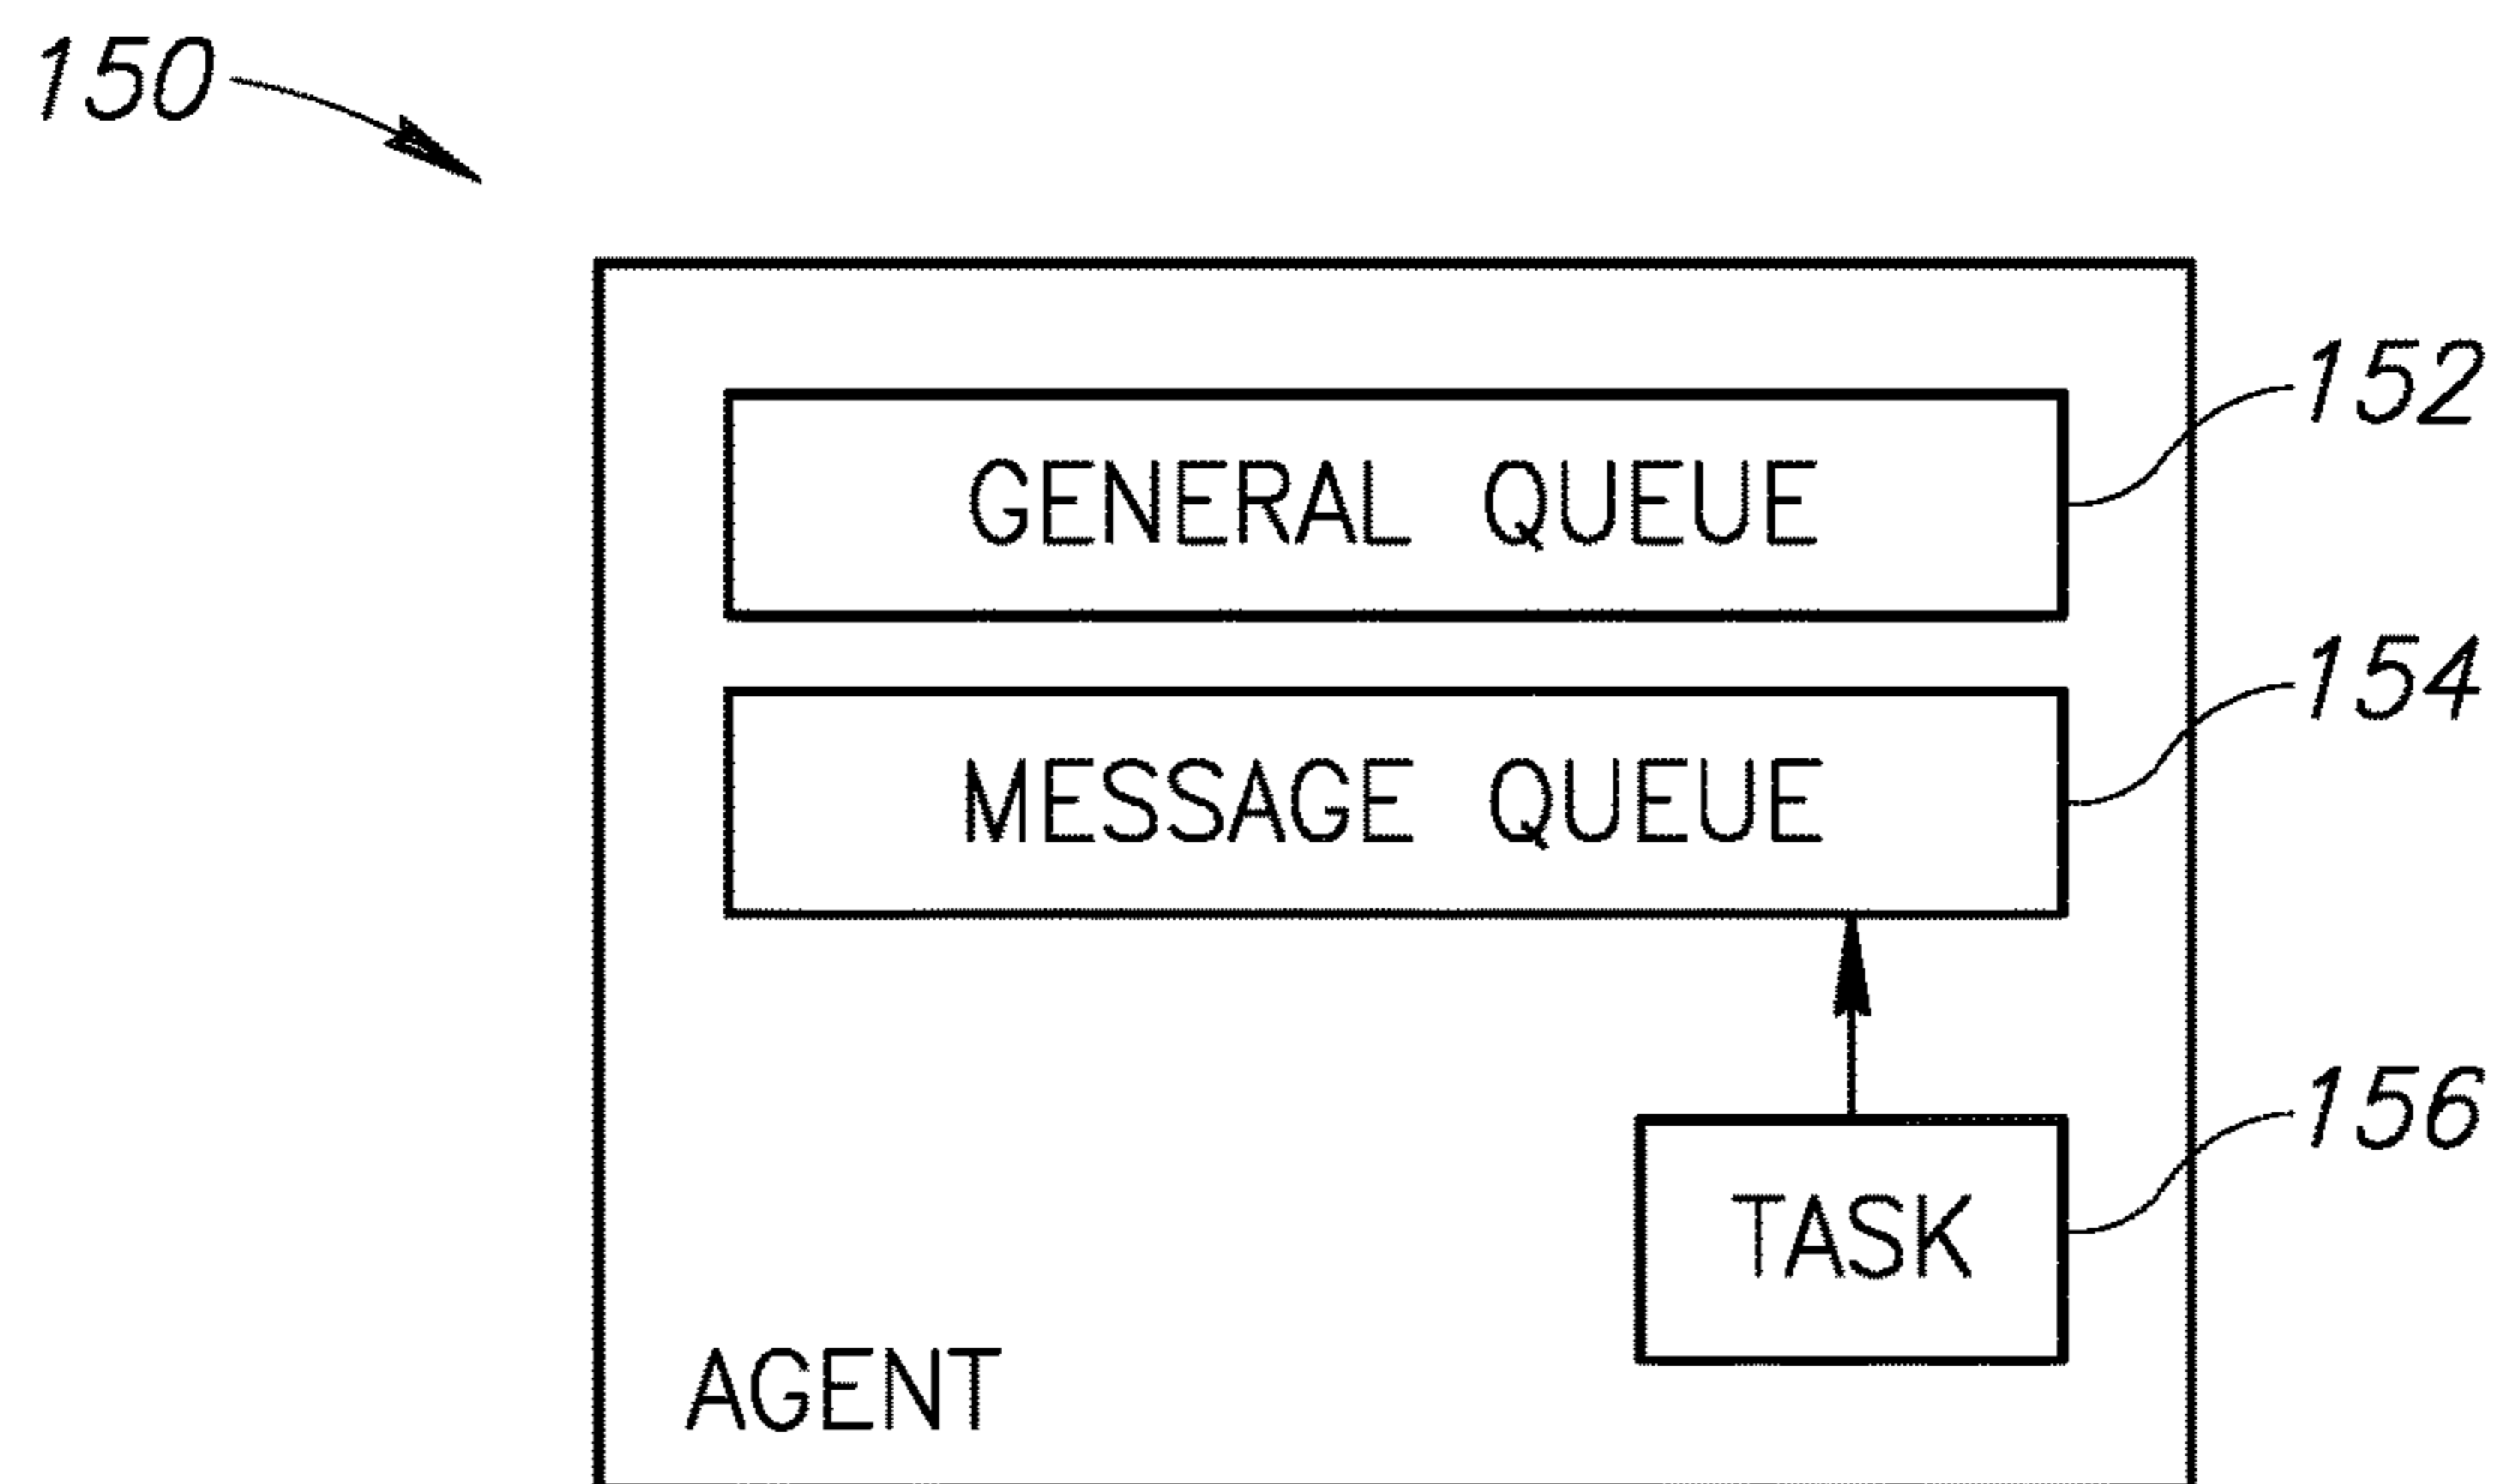 150
GENERAL QUEUE
152
MESSAGE QUEUE
154
TASK
156
AGENT